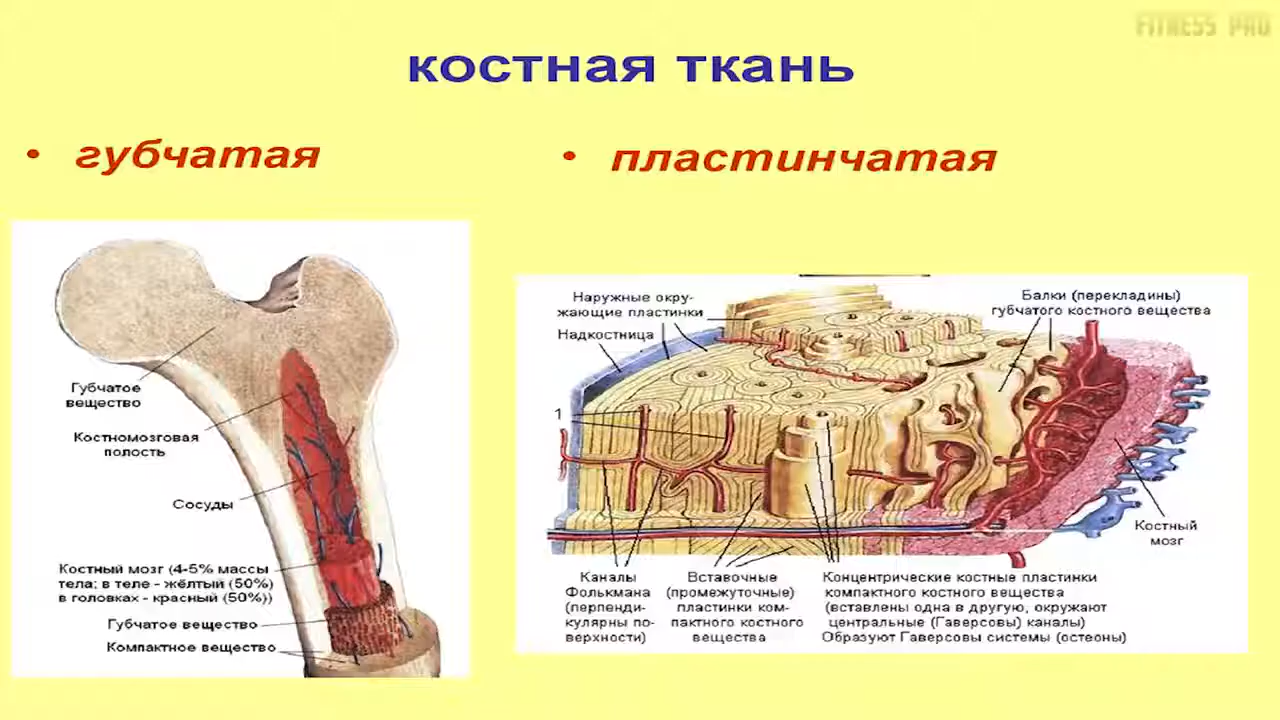 FITNESS PRO
костная ткань
• губчатая
• пластинчатая
Губчатое
вещество
Костномозговая
полость
Сосуды
Костный мозг (4-5% массы
тела; в теле - жёлтый (50%)
в головках - красный (50%))
Губчатое вещество
Компактное вещество
Наружные окру-
жающие пластинки
Надкостница
Балки (перекладины)
губчатого костного вещества
1
Костный
мозг
Каналы
Фолькмана
(перпенди-
кулярны по-
верхности)
Вставочные
(промежуточные)
пластинки ком-
пактного костного
вещества
Концентрические костные пластинки
компактного костного вещества
(вставлены одна в другую, окружают
центральные (Гаверсовы) каналы)
Образуют Гаверсовы системы (остеоны)